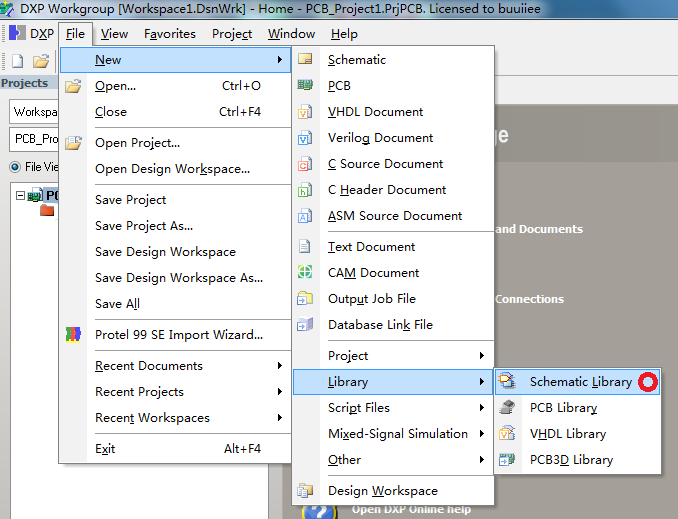 DXP Workgroup [Workspace1.DsnWrk] - Home - PCB_Project1.PrjPCB. Licensed to buuiiee
DXP File View Favorites Project Window Help
Projects
Workspa
PCB_Pro
File Vie
New
Open... Ctrl+O
Close Ctrl+F4
Open Project...
Open Design Workspace...
Save Project
Save Project As...
Save Design Workspace
Save Design Workspace As...
Save All
Protel 99 SE Import Wizard...
Recent Documents
Recent Projects
Recent Workspaces
Exit Alt+F4
Schematic
PCB
VHDL Document
Verilog Document
C Source Document
C Header Document
ASM Source Document
Text Document
CAM Document
Output Job File
Database Link File
Project
Library
Script Files
Mixed-Signal Simulation
Other
Design Workspace
Schematic Library
PCB Library
VHDL Library
PCB3D Library
ge
and Documents
Connections
Open DXP Online help